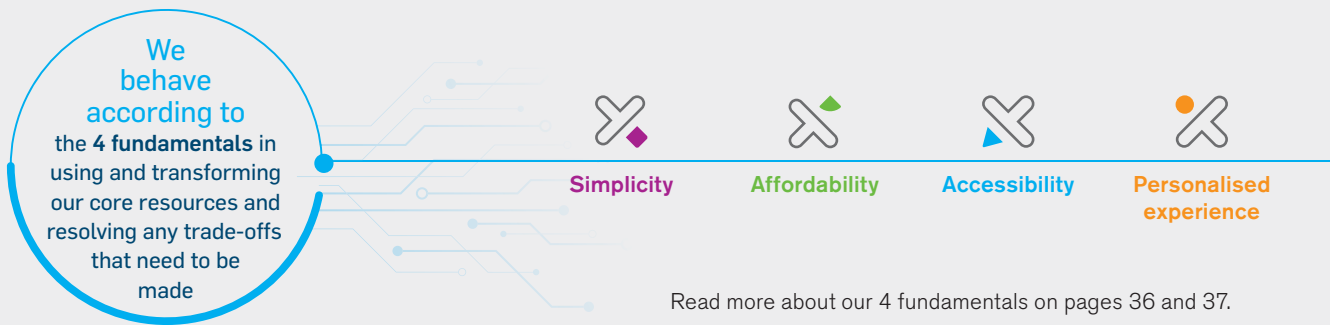 We
behave
according to
the 4 fundamentals in
using and transforming
our core resources and
resolving any trade-offs
that need to be
made
Simplicity
Affordability
Accessibility
Personalised
experience
Read more about our 4 fundamentals on pages 36 and 37.